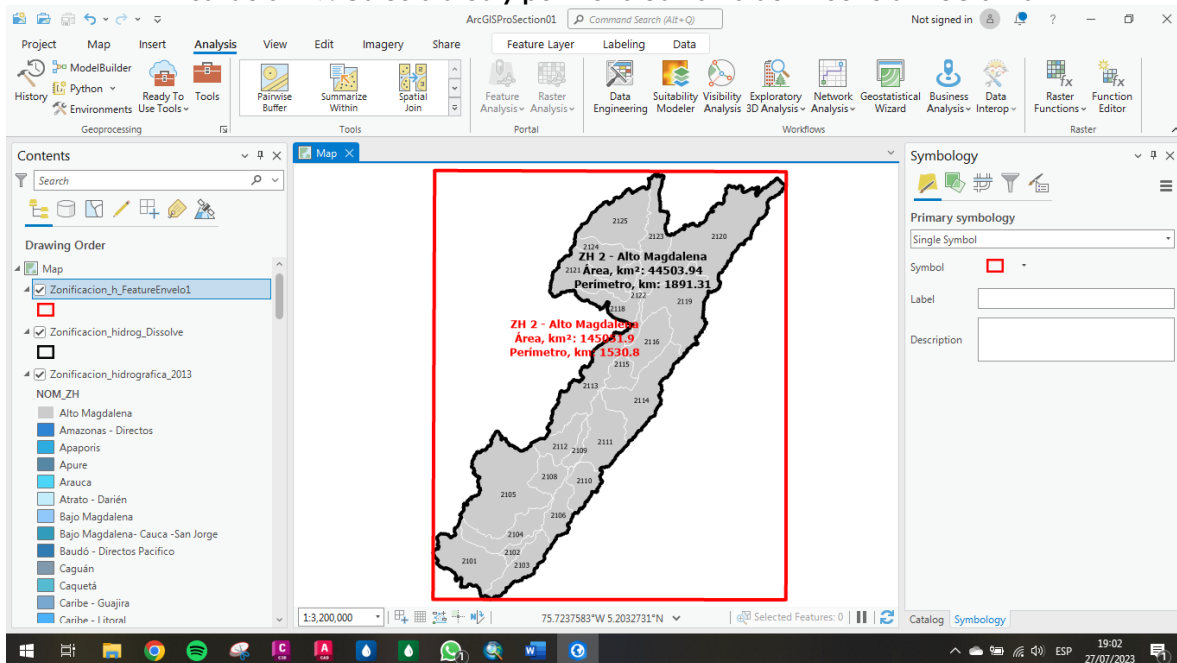 ArcGISProSection01
Command Search (Alt+Q)
Not signed in
?
Project Map Insert Analysis View Edit Imagery Share Feature Layer Labeling Data
History
ModelBuilder
Python
Environments
Ready To Use Tools
Tools
Geoprocessing
Pairwise Buffer
Summarize Within
Spatial Join
Tools
Feature Analysis
Raster Analysis
Portal
Data Engineering
Suitability Modeler
Visibility Analysis
Exploratory 3D Analysis
Network Analysis
Geostatistical Wizard
Business Analysis
Data Interop
Workflows
Raster Functions
Function Editor
Raster
Contents
Search
Drawing Order
Map
Zonificacion_h_FeatureEnvelo1
Zonificacion_hidrog_Dissolve
Zonificacion_hidrografica_2013
NOM_ZH
Alto Magdalena
Amazonas - Directos
Apaporis
Apure
Arauca
Atrato - Darién
Bajo Magdalena
Bajo Magdalena- Cauca -San Jorge
Baudó - Directos Pacifico
Caguán
Caquetá
Caribe - Guajira
Caribe - Litoral
Map
2125
2123
2120
2124
ZH 2 - Alto Magdalena
2121
Área, km²: 44503.94
Perímetro, km: 1891.31
2122
2119
2118
ZH 2 - Alto Magdalena
Área, km²: 145031.9
2116
Perímetro, km: 1530.8
2115
2113
2114
2111
2112
2109
2108
2110
2105
2106
2104
2102
2101
2103
1:3,200,000
75.7237583°W 5.2032731°N
Selected Features: 0
Symbology
Primary symbology
Single Symbol
Symbol
Label
Description
Catalog Symbology
ESP
19:02
27/07/2023